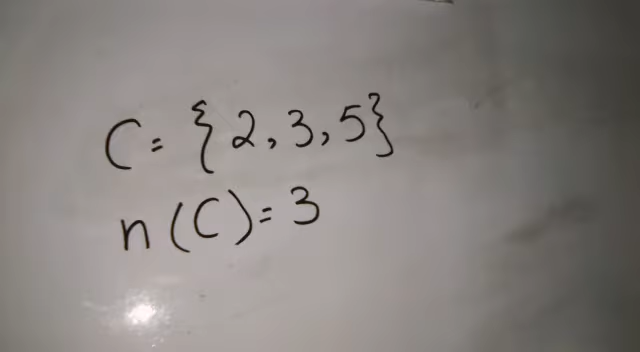 C = {2, 3, 5}
n(C) = 3